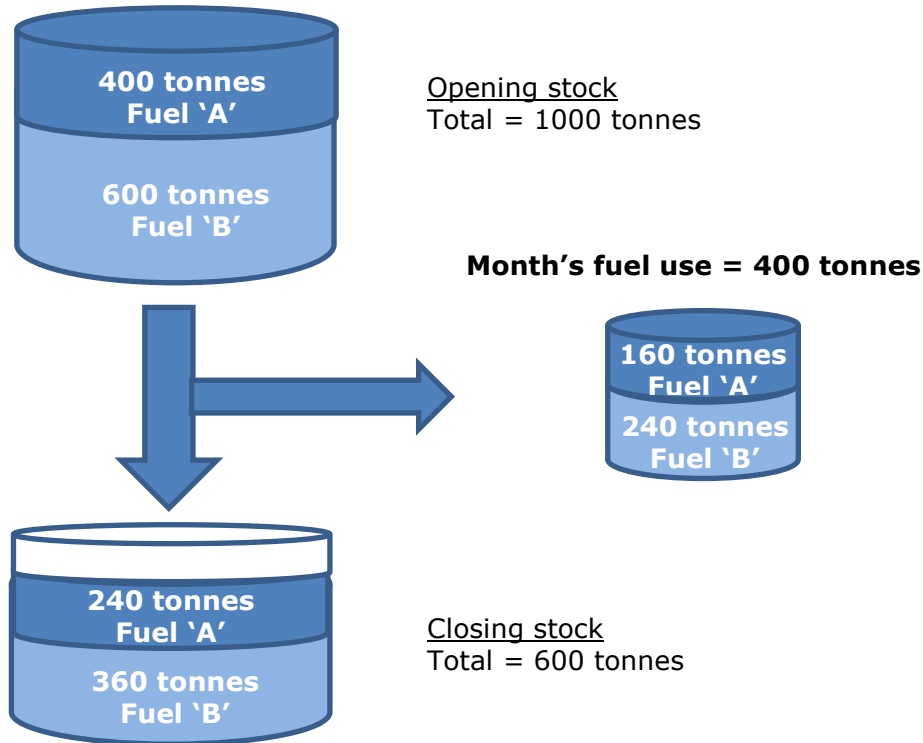 400 tonnes
Fuel ‘A’
600 tonnes
Fuel ‘B’
Opening stock
Total = 1000 tonnes
Month’s fuel use = 400 tonnes
160 tonnes
Fuel ‘A’
240 tonnes
Fuel ‘B’
240 tonnes
Fuel ‘A’
360 tonnes
Fuel ‘B’
Closing stock
Total = 600 tonnes